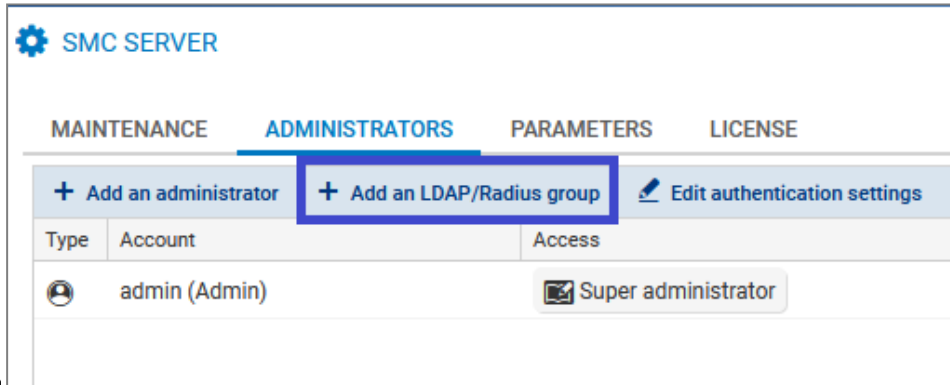 SMC SERVER
MAINTENANCE ADMINISTRATORS PARAMETERS LICENSE
+ Add an administrator + Add an LDAP/Radius group Edit authentication settings
Type Account Access
admin (Admin) Super administrator